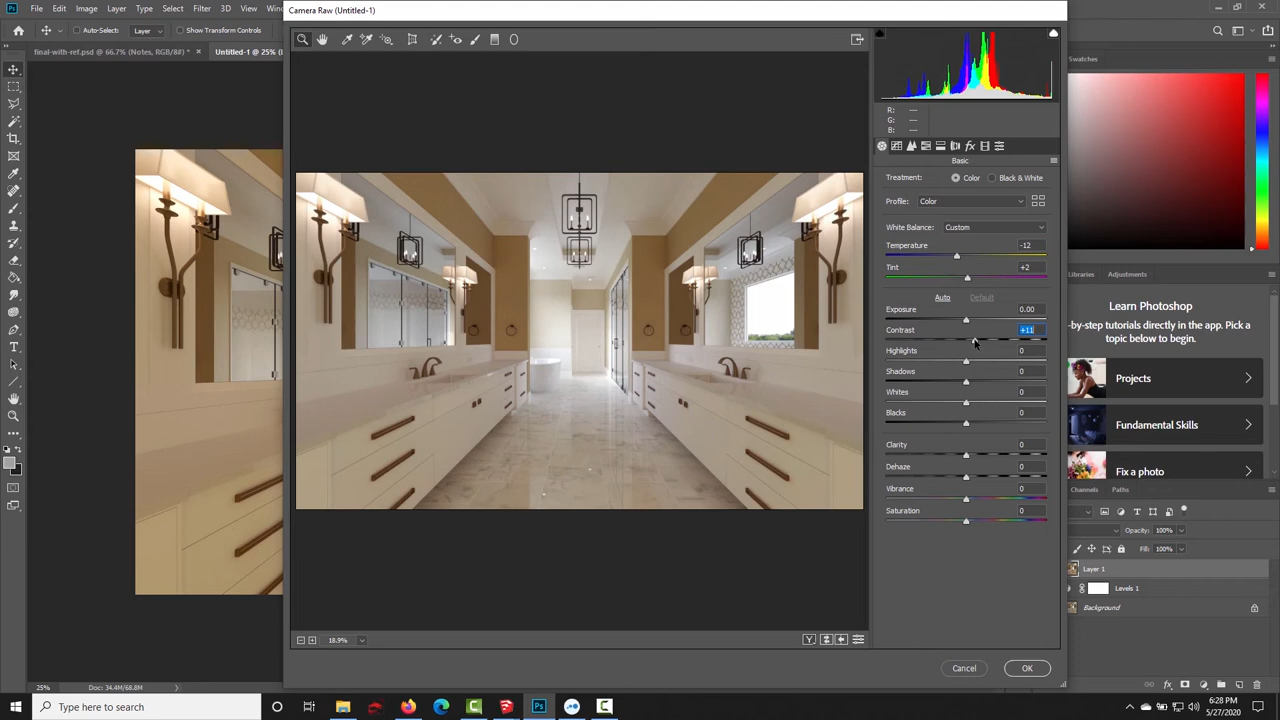 Camera Raw (Untitled-1)
Ps File Edit Image Layer Type Select Filter 3D View
Auto-Select: Layer Show Transform Controls
final-with-ref.psd @ 66.7% (Notes, RGB/8#) * ×
Swatches
R: ---
G: ---
B: ---
Basic
Treatment: Color Black & White
Profile: Color
White Balance: Custom
Temperature -12
Tint +2
Auto Default
Exposure 0.00
Contrast +11
Highlights 0
Shadows 0
Whites 0
Blacks 0
Clarity 0
Dehaze 0
Vibrance 0
Saturation 0
Libraries Adjustments
Learn Photoshop
-by-step tutorials directly in the app. Pick a
topic below to begin.
Projects
Fundamental Skills
Fix a photo
Channels Paths
Opacity: 100%
Fill: 100%
Layer 1
Levels 1
Background
18.9%
Y
Cancel OK
25% Doc: 34.4M/68.8M
Type here to search
Ps
6:28 PM
5/27/2020